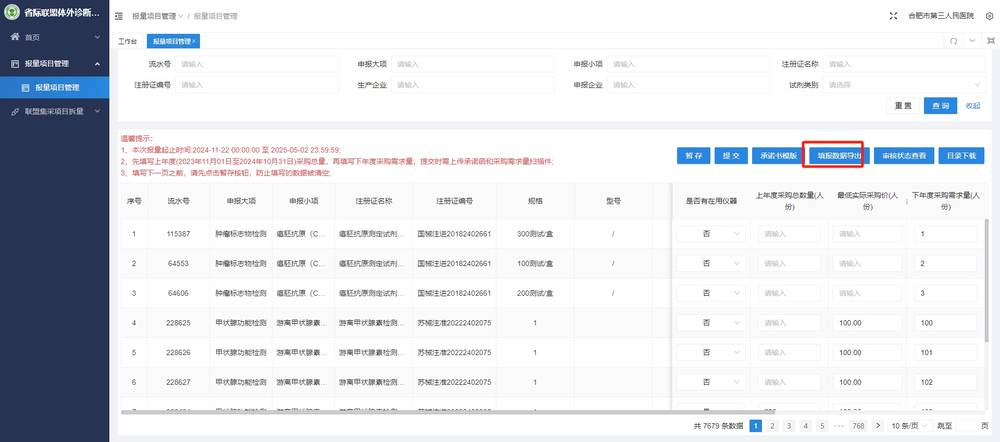 省际联盟体外诊断...
首页
报量项目管理
报量项目管理
联盟集采项目拆量
报量项目管理 / 报量项目管理
合肥市第三人民医院
工作台 报量项目管理×
流水号 请输入 申报大项 请输入 申报小项 请输入 注册证名称 请输入
注册证编号 请输入 生产企业 请输入 申报企业 请输入 试剂类别 请选择
重 置 查 询 收起
温馨提示：
1、本次报量起止时间:2024-11-22 00:00:00 至 2025-05-02 23:59:59;
2、先填写上年度(2023年11月01日至2024年10月31日)采购总量，再填写下年度采购需求量，提交时需上传承诺函和采购需求量扫描件;
3、填写下一页之前，请先点击暂存按钮，防止填写的数据被清空;
暂 存 提 交 承诺书模版 填报数据导出 审核状态查看 目录下载
序号 流水号 申报大项 申报小项 注册证名称 注册证编号 规格 型号 是否有在用仪器 上年度采购总数量(人份) 最低实际采购价(人份) 下年度采购需求量(人份)
1 115387 肿瘤标志物检测 癌胚抗原（C... 癌胚抗原测定试剂... 国械注进20182402661 300测试/盒 / 否 请输入 请输入 1
2 64553 肿瘤标志物检测 癌胚抗原（C... 癌胚抗原测定试剂... 国械注进20182402661 100测试/盒 / 否 请输入 请输入 2
3 64606 肿瘤标志物检测 癌胚抗原（C... 癌胚抗原测定试剂... 国械注进20182402661 200测试/盒 / 否 请输入 请输入 3
4 228625 甲状腺功能检测 游离甲状腺素... 游离甲状腺素检测... 苏械注准20222402075 1 否 请输入 100.00 100
5 228626 甲状腺功能检测 游离甲状腺素... 游离甲状腺素检测... 苏械注准20222402075 1 否 请输入 100.00 101
6 228627 甲状腺功能检测 游离甲状腺素... 游离甲状腺素检测... 苏械注准20222402075 1 否 请输入 100.00 102
共 7679 条数据 1 2 3 4 5 ••• 768 > 10 条/页 跳至 页